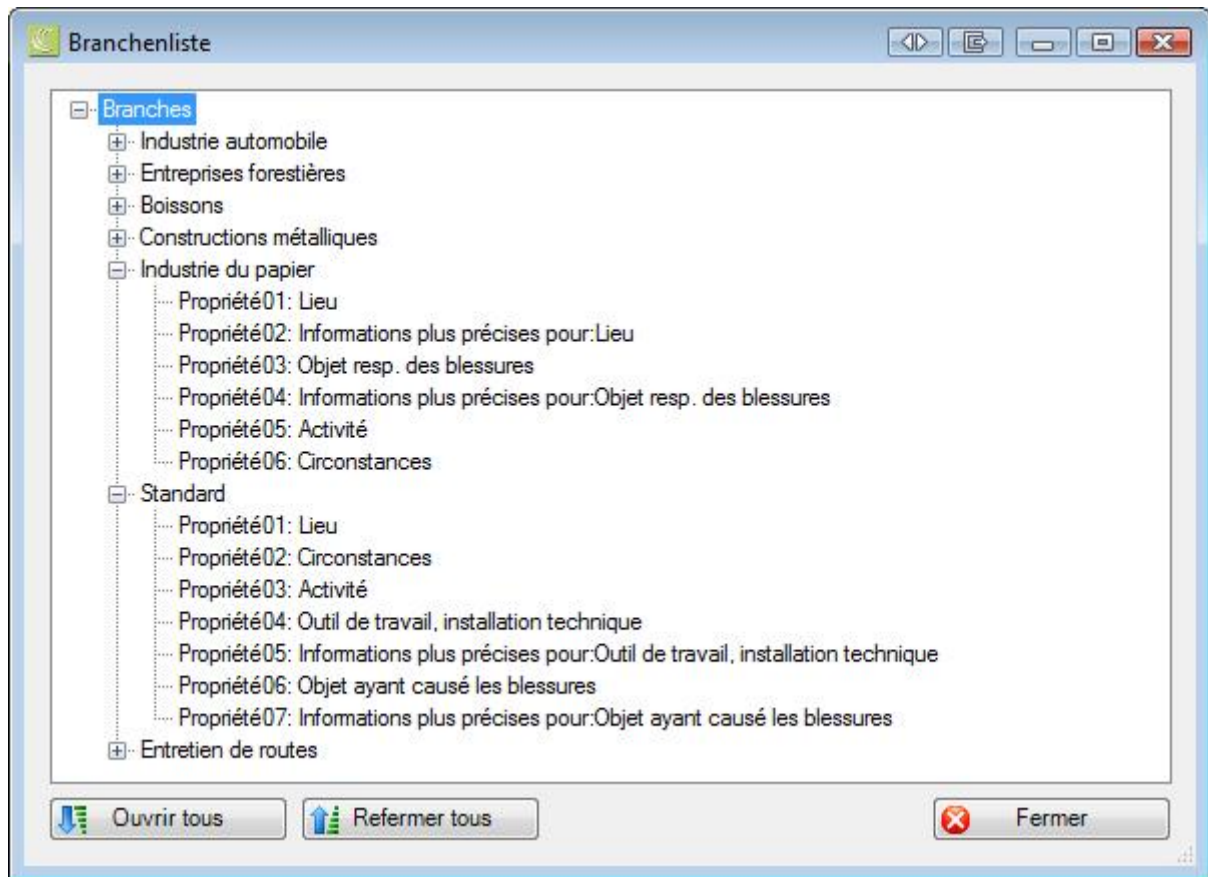 Branchenliste
Branches
Industrie automobile
Entreprises forestières
Boissons
Constructions métalliques
Industrie du papier
Propriété01: Lieu
Propriété02: Informations plus précises pour:Lieu
Propriété03: Objet resp. des blessures
Propriété04: Informations plus précises pour:Objet resp. des blessures
Propriété05: Activité
Propriété06: Circonstances
Standard
Propriété01: Lieu
Propriété02: Circonstances
Propriété03: Activité
Propriété04: Outil de travail, installation technique
Propriété05: Informations plus précises pour:Outil de travail, installation technique
Propriété06: Objet ayant causé les blessures
Propriété07: Informations plus précises pour:Objet ayant causé les blessures
Entretien de routes
Ouvrir tous Refermer tous Fermer